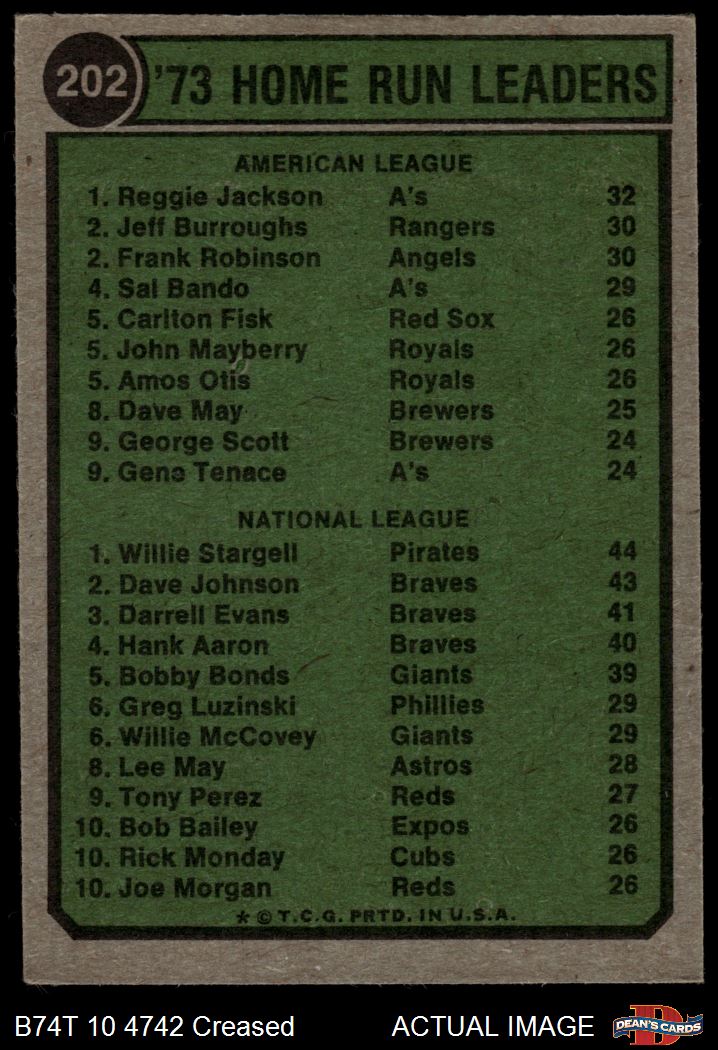 202 '73 HOME RUN LEADERS
AMERICAN LEAGUE
1. Reggie Jackson A's 32
2. Jeff Burroughs Rangers 30
2. Frank Robinson Angels 30
4. Sal Bando A's 29
5. Carlton Fisk Red Sox 26
5. John Mayberry Royals 26
5. Amos Otis Royals 26
8. Dave May Brewers 25
9. George Scott Brewers 24
9. Gene Tenace A's 24
NATIONAL LEAGUE
1. Willie Stargell Pirates 44
2. Dave Johnson Braves 43
3. Darrell Evans Braves 41
4. Hank Aaron Braves 40
5. Bobby Bonds Giants 39
6. Greg Luzinski Phillies 29
6. Willie McCovey Giants 29
8. Lee May Astros 28
9. Tony Perez Reds 27
10. Bob Bailey Expos 26
10. Rick Monday Cubs 26
10. Joe Morgan Reds 26
* © T.C.G. PRTD. IN U.S.A.
B74T 10 4742 Creased ACTUAL IMAGE D DEAN'S CARDS